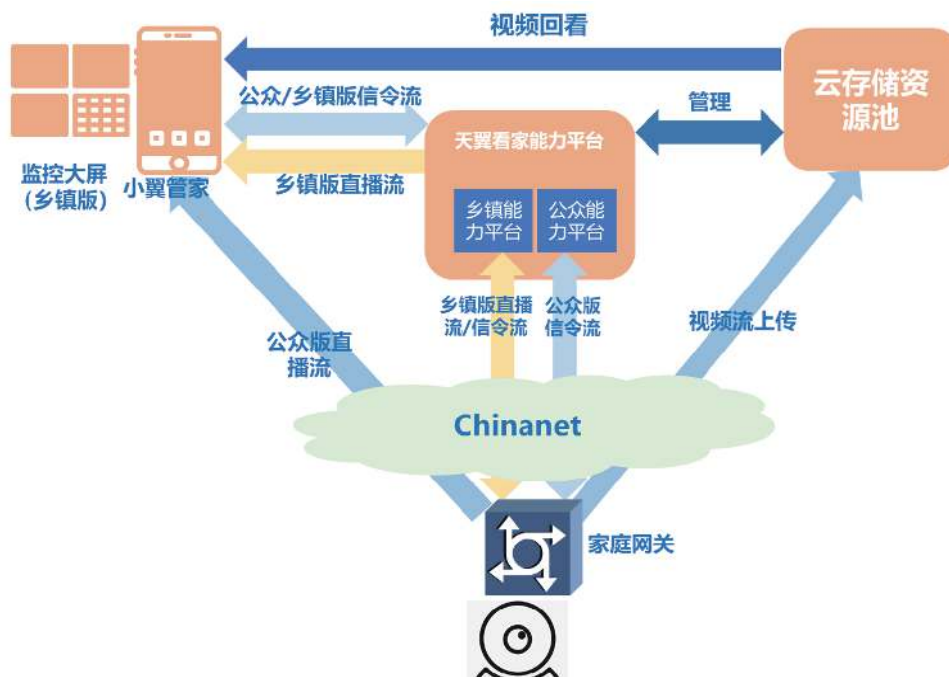 视频回看
云存储资
源池
公众/乡镇版信令流
管理
天翼看家能力平台
监控大屏
(乡镇版)
小翼管家
乡镇版直播流
乡镇能
力平台
公众能
力平台
乡镇版直播
流/信令流
公众版
信令流
视频流上传
公众版直
播流
Chinanet
家庭网关